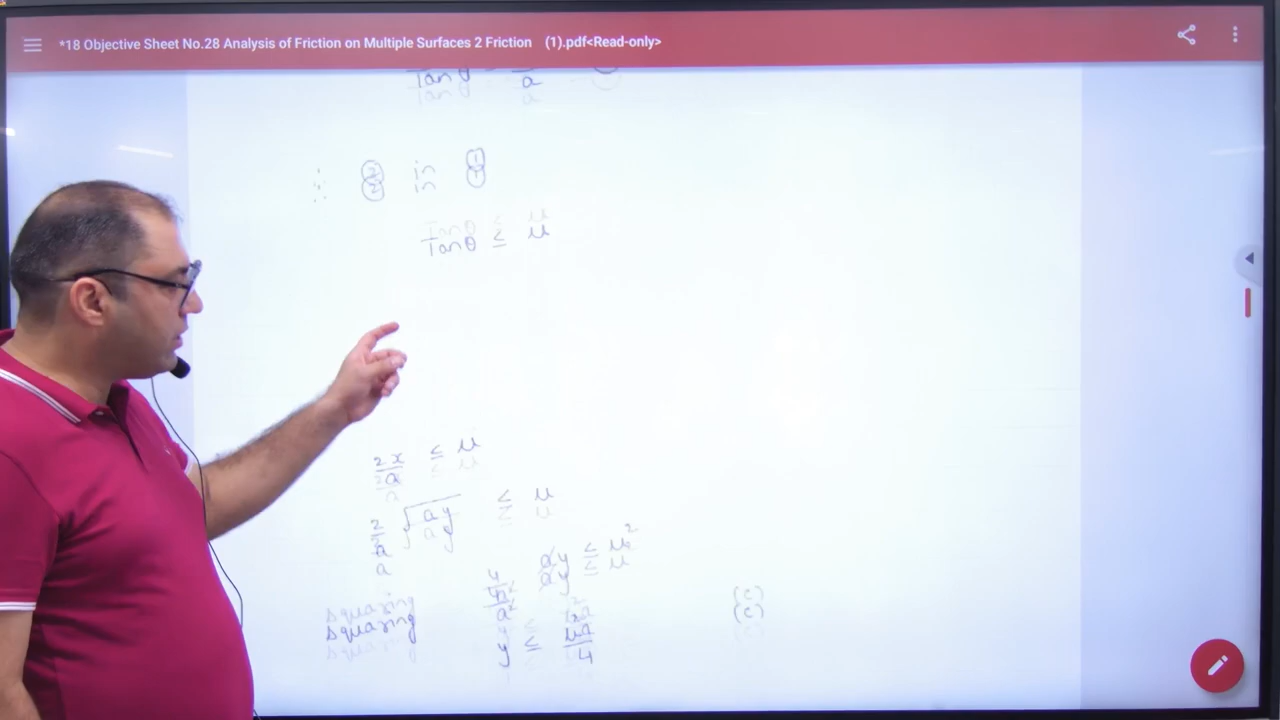 *18 Objective Sheet No.28 Analysis of Friction on Multiple Surfaces 2 Friction (1).pdf<Read-only>
Tan θ a
∴ ② in ①
Tanθ ≤ μ
2x/a ≤ μ
2/a √ay ≤ μ
squaring 4/a² ay ≤ μ²
y ≤ μ²a/4 (c)